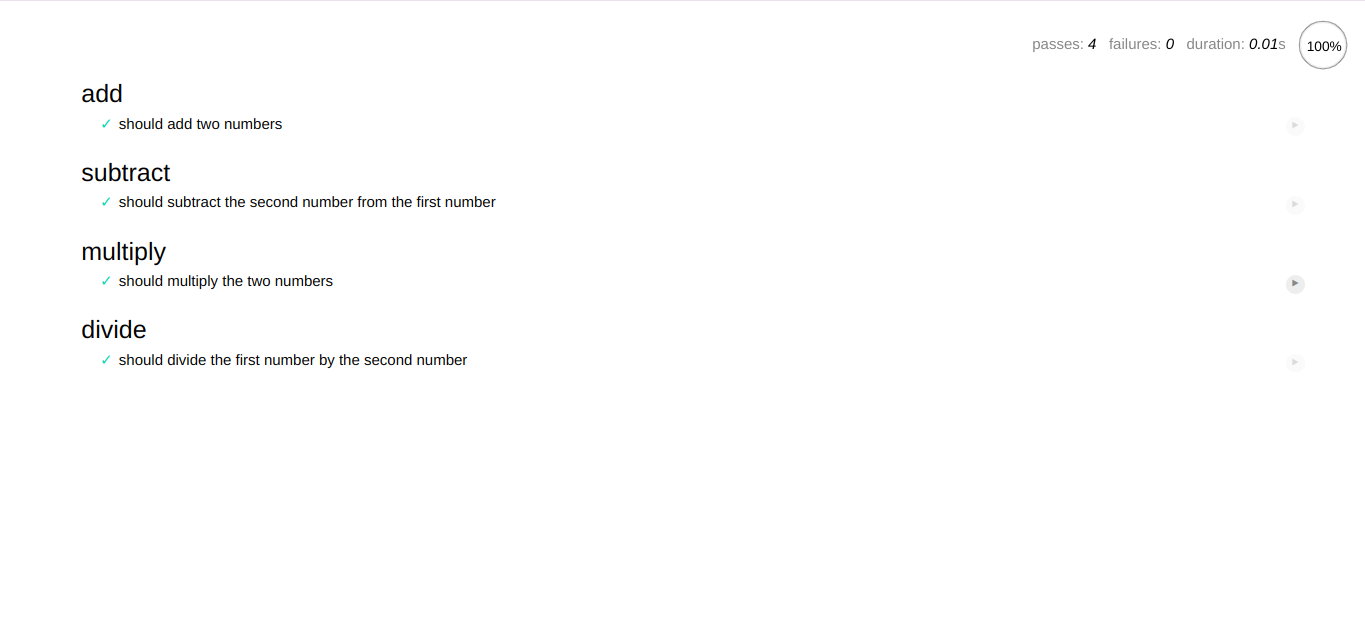 passes: 4 failures: 0 duration: 0.01s 100%
add
✓ should add two numbers
subtract
✓ should subtract the second number from the first number
multiply
✓ should multiply the two numbers
divide
✓ should divide the first number by the second number